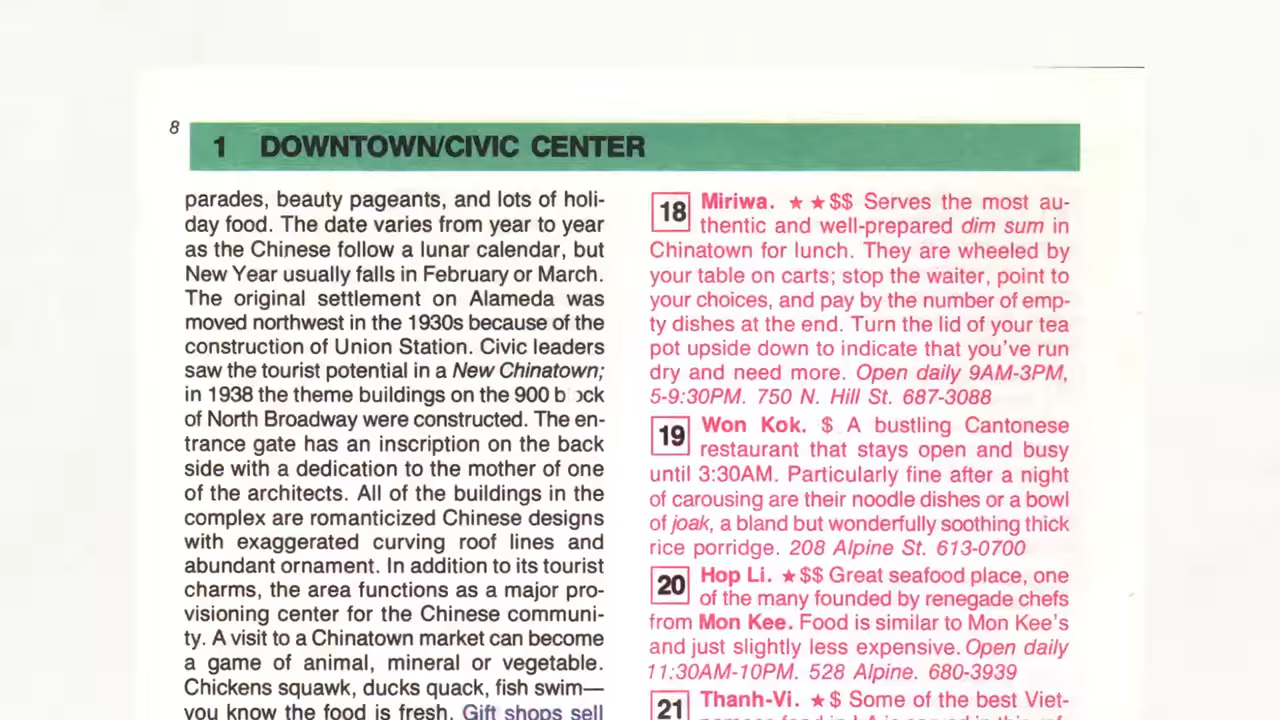 8
1 DOWNTOWN/CIVIC CENTER
parades, beauty pageants, and lots of holi-
day food. The date varies from year to year
as the Chinese follow a lunar calendar, but
New Year usually falls in February or March.
The original settlement on Alameda was
moved northwest in the 1930s because of the
construction of Union Station. Civic leaders
saw the tourist potential in a New Chinatown;
in 1938 the theme buildings on the 900 block
of North Broadway were constructed. The en-
trance gate has an inscription on the back
side with a dedication to the mother of one
of the architects. All of the buildings in the
complex are romanticized Chinese designs
with exaggerated curving roof lines and
abundant ornament. In addition to its tourist
charms, the area functions as a major pro-
visioning center for the Chinese communi-
ty. A visit to a Chinatown market can become
a game of animal, mineral or vegetable.
Chickens squawk, ducks quack, fish swim—
you know the food is fresh. Gift shops sell
18 Miriwa. ★★$$ Serves the most au-
thentic and well-prepared dim sum in
Chinatown for lunch. They are wheeled by
your table on carts; stop the waiter, point to
your choices, and pay by the number of emp-
ty dishes at the end. Turn the lid of your tea
pot upside down to indicate that you've run
dry and need more. Open daily 9AM-3PM,
5-9:30PM. 750 N. Hill St. 687-3088
19 Won Kok. $ A bustling Cantonese
restaurant that stays open and busy
until 3:30AM. Particularly fine after a night
of carousing are their noodle dishes or a bowl
of joak, a bland but wonderfully soothing thick
rice porridge. 208 Alpine St. 613-0700
20 Hop Li. ★$$ Great seafood place, one
of the many founded by renegade chefs
from Mon Kee. Food is similar to Mon Kee's
and just slightly less expensive. Open daily
11:30AM-10PM. 528 Alpine. 680-3939
21 Thanh-Vi. ★$ Some of the best Viet-